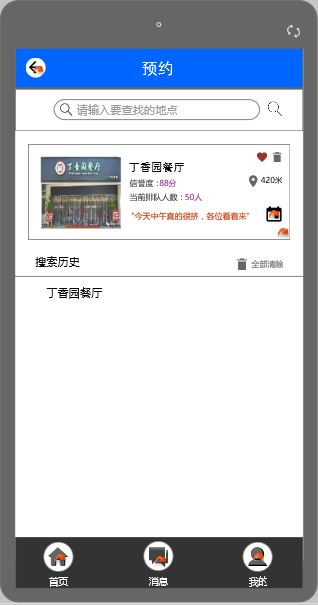 预约
请输入要查找的地点
丁香园餐厅
丁香园餐厅
信誉度:88分
420米
当前排队人数:50人
"今天中午真的很挤，各位看着来"
搜索历史
全部清除
丁香园餐厅
首页
消息
我的